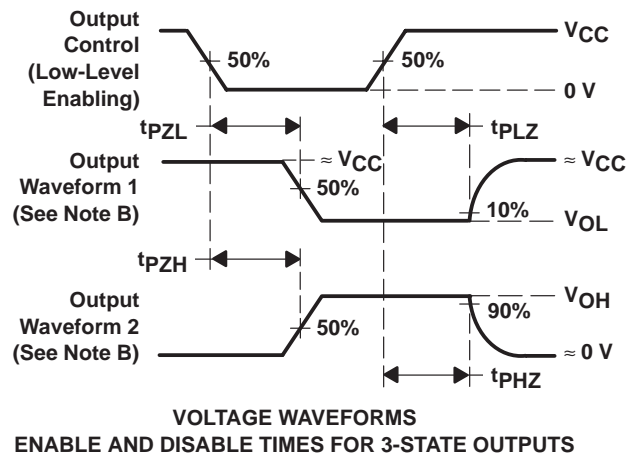 Output
Control
(Low-Level
Enabling)
50%
50%
VCC
0 V
tPZL
tPLZ
Output
Waveform 1
(See Note B)
≈ VCC
50%
≈ VCC
10%
VOL
tPZH
Output
Waveform 2
(See Note B)
50%
VOH
90%
≈ 0 V
tPHZ
VOLTAGE WAVEFORMS
ENABLE AND DISABLE TIMES FOR 3-STATE OUTPUTS